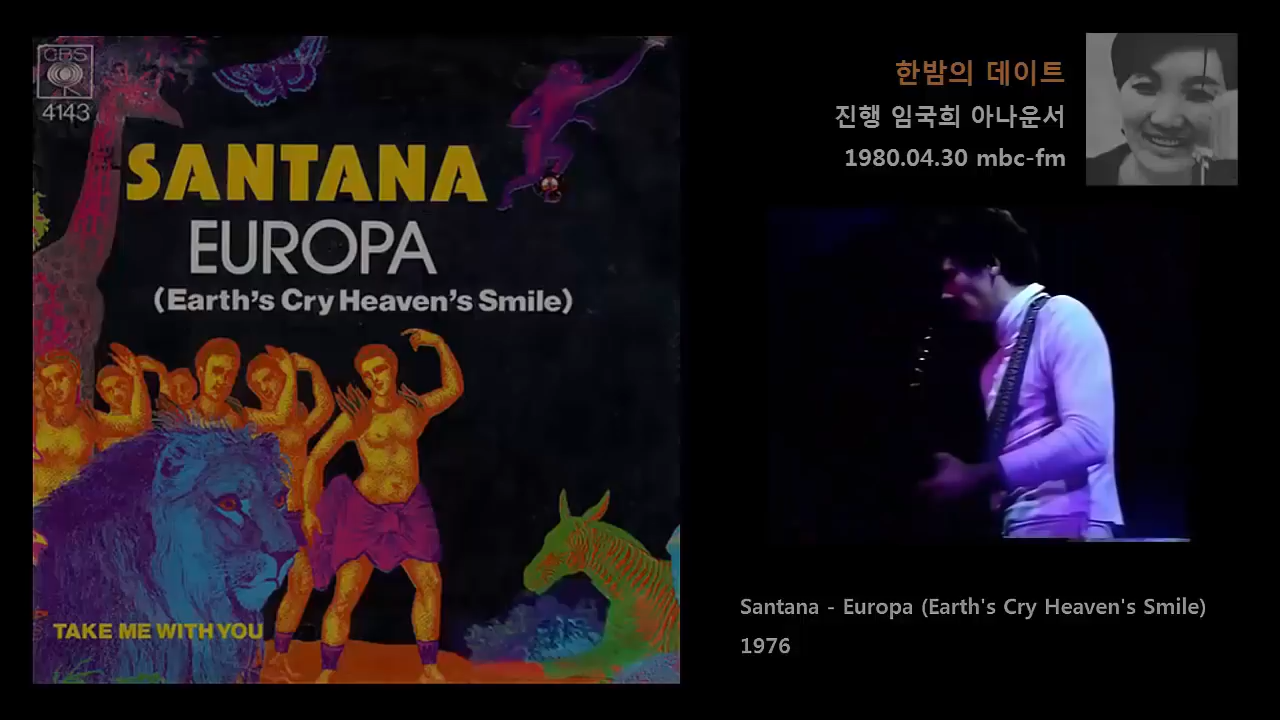 CBS
4143
SANTANA
EUROPA
(Earth's Cry Heaven's Smile)
TAKE ME WITH YOU
한밤의 데이트
진행 임국희 아나운서
1980.04.30 mbc-fm
Santana - Europa (Earth's Cry Heaven's Smile)
1976